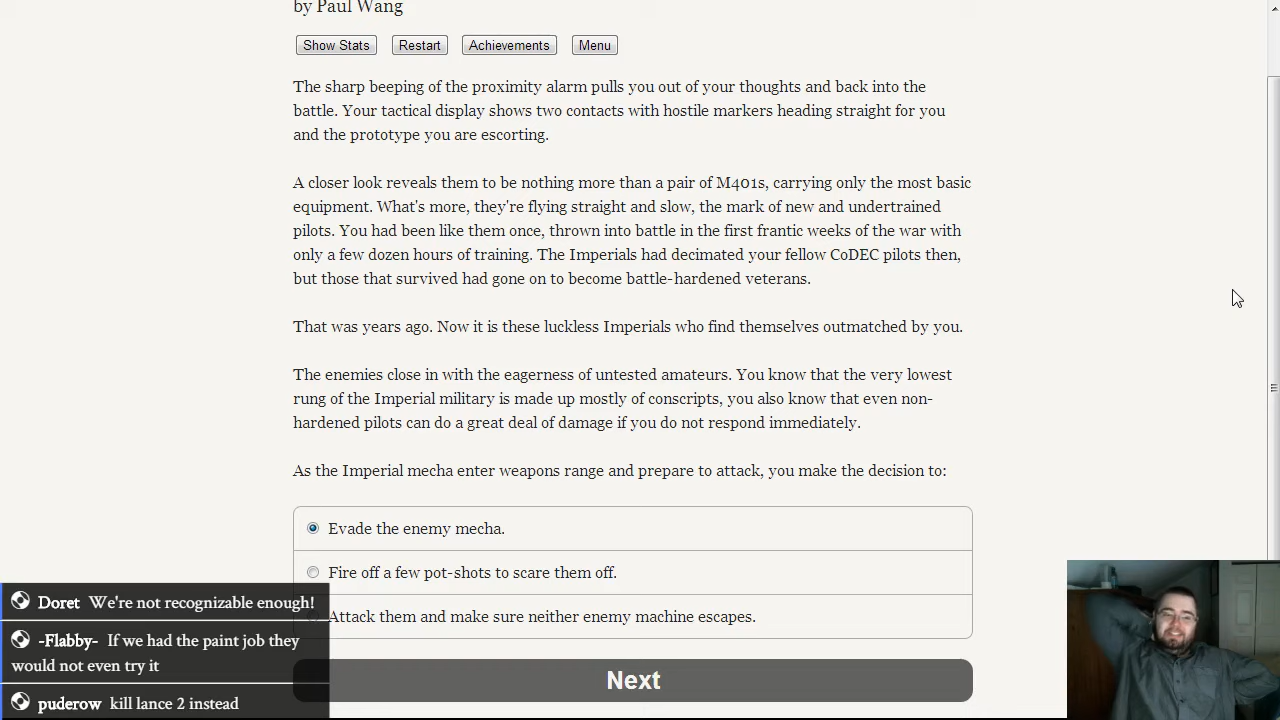 by Paul Wang
Show Stats Restart Achievements Menu
The sharp beeping of the proximity alarm pulls you out of your thoughts and back into the
battle. Your tactical display shows two contacts with hostile markers heading straight for you
and the prototype you are escorting.
A closer look reveals them to be nothing more than a pair of M401s, carrying only the most basic
equipment. What's more, they're flying straight and slow, the mark of new and undertrained
pilots. You had been like them once, thrown into battle in the first frantic weeks of the war with
only a few dozen hours of training. The Imperials had decimated your fellow CoDEC pilots then,
but those that survived had gone on to become battle-hardened veterans.
That was years ago. Now it is these luckless Imperials who find themselves outmatched by you.
The enemies close in with the eagerness of untested amateurs. You know that the very lowest
rung of the Imperial military is made up mostly of conscripts, you also know that even non-
hardened pilots can do a great deal of damage if you do not respond immediately.
As the Imperial mecha enter weapons range and prepare to attack, you make the decision to:
Evade the enemy mecha.
Fire off a few pot-shots to scare them off.
Attack them and make sure neither enemy machine escapes.
Next
Doret We're not recognizable enough!
-Flabby- If we had the paint job they
would not even try it
puderow kill lance 2 instead